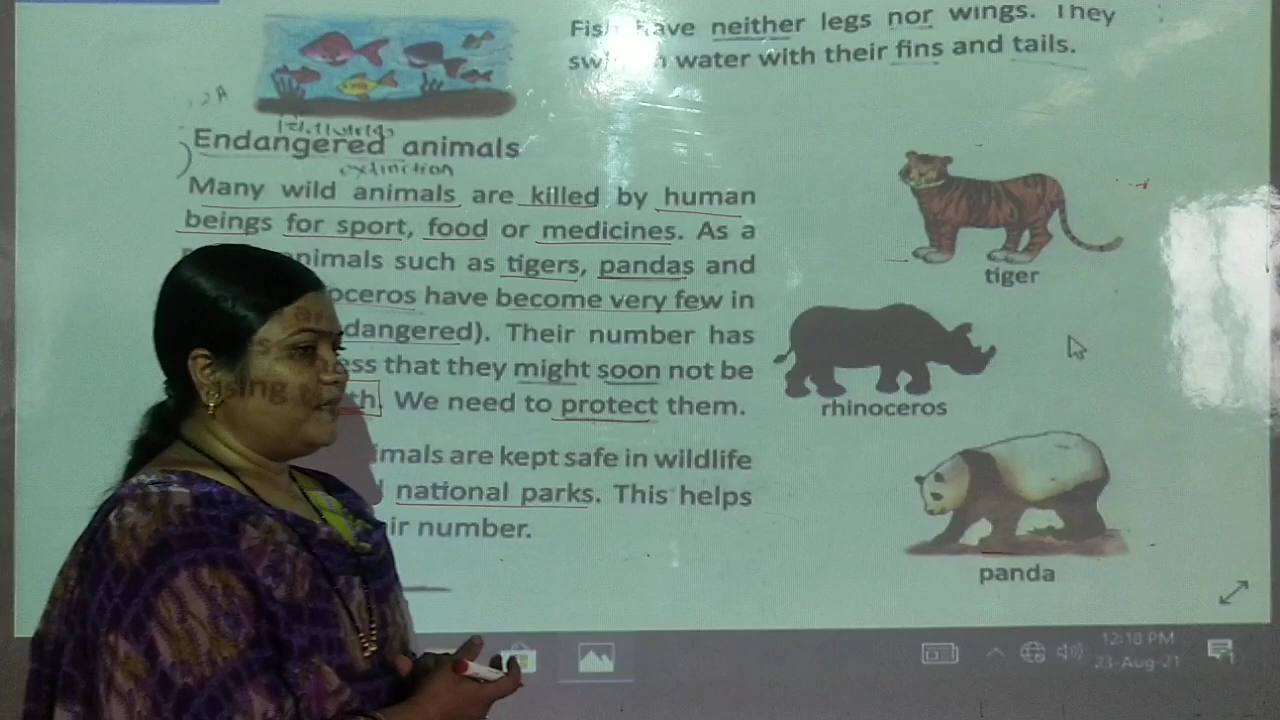 have neither legs nor wings. They
water with their fins and tails.
Endangered animals
extinction
Many wild animals are killed by human
beings for sport, food or medicines. As a
nimals such as tigers, pandas and
oceros have become very few in
dangered). Their number has
ess that they might soon not be
th. We need to protect them.
imals are kept safe in wildlife
national parks. This helps
ir number.
tiger
rhinoceros
panda
12:18 PM
23-Aug-21